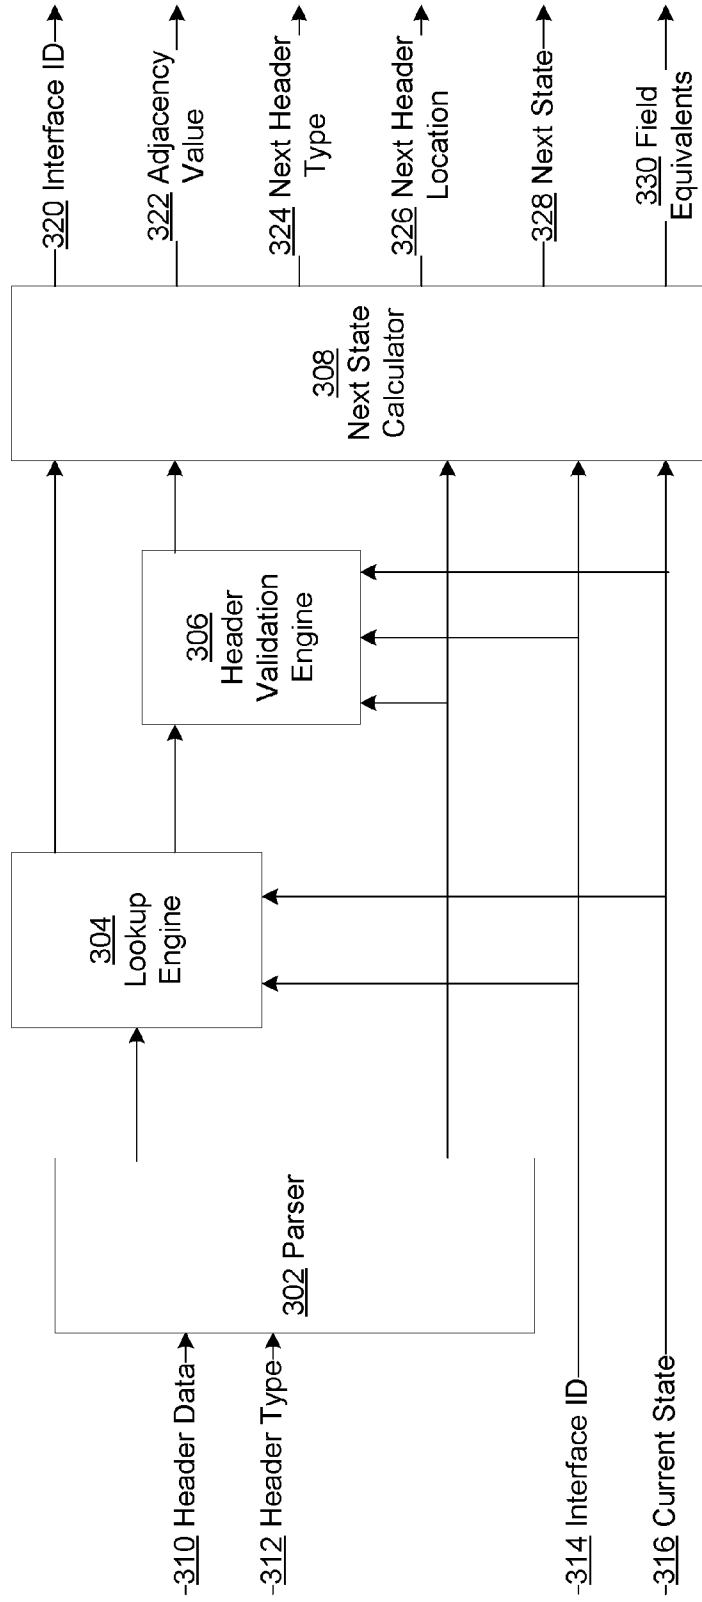 310 Header Data
312 Header Type
314 Interface ID
316 Current State
302 Parser
304
Lookup
Engine
306
Header
Validation
Engine
308
Next State
Calculator
320 Interface ID
322 Adjacency
Value
324 Next Header
Type
326 Next Header
Location
328 Next State
330 Field
Equivalents